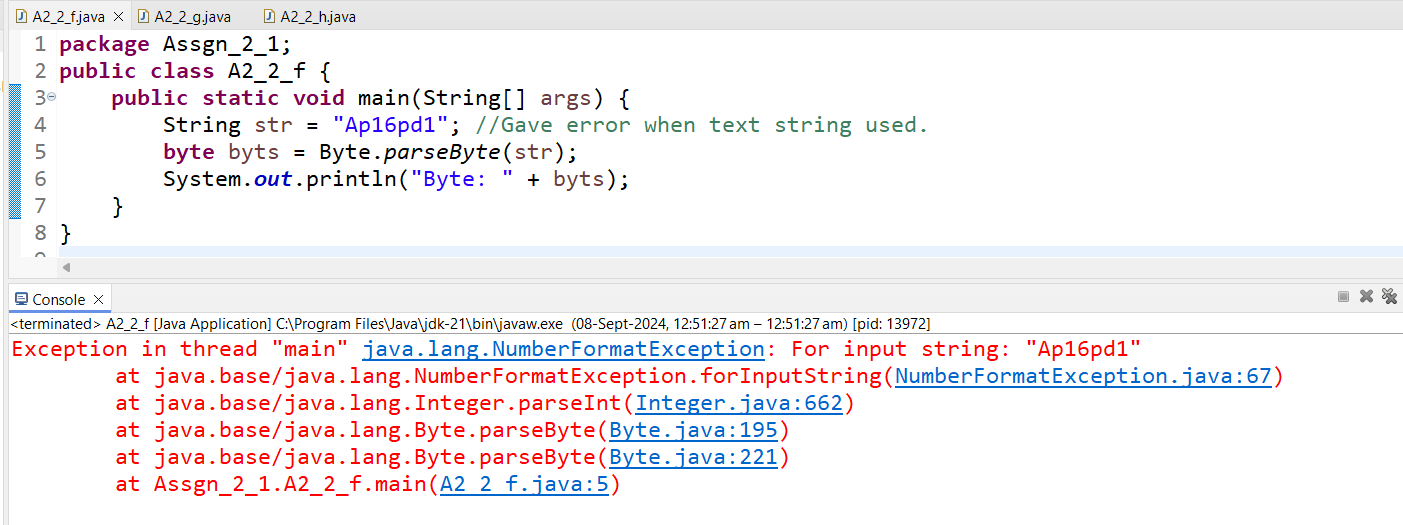 A2_2_f.java A2_2_g.java A2_2_h.java
1 package Assgn_2_1;
2 public class A2_2_f {
3 public static void main(String[] args) {
4 String str = "Ap16pd1"; //Gave error when text string used.
5 byte byts = Byte.parseByte(str);
6 System.out.println("Byte: " + byts);
7 }
8 }
Console
<terminated> A2_2_f [Java Application] C:\Program Files\Java\jdk-21\bin\javaw.exe (08-Sept-2024, 12:51:27 am – 12:51:27 am) [pid: 13972]
Exception in thread "main" java.lang.NumberFormatException: For input string: "Ap16pd1"
at java.base/java.lang.NumberFormatException.forInputString(NumberFormatException.java:67)
at java.base/java.lang.Integer.parseInt(Integer.java:662)
at java.base/java.lang.Byte.parseByte(Byte.java:195)
at java.base/java.lang.Byte.parseByte(Byte.java:221)
at Assgn_2_1.A2_2_f.main(A2_2_f.java:5)